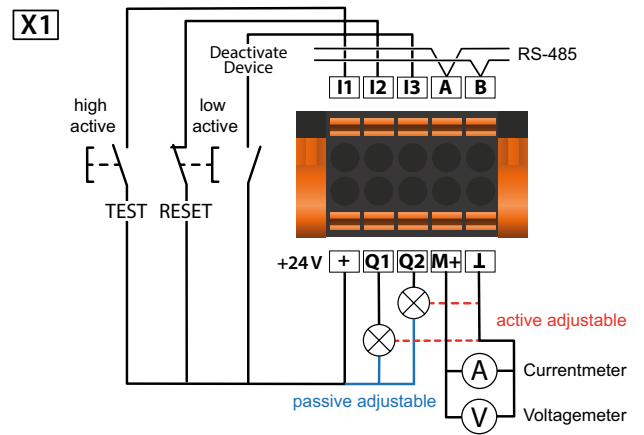 X1
Deactivate
Device
RS-485
I1 I2 I3 A B
high
active
low
active
TEST RESET
+24 V + Q1 Q2 M+ ⊥
active adjustable
passive adjustable
A Currentmeter
V Voltagemeter